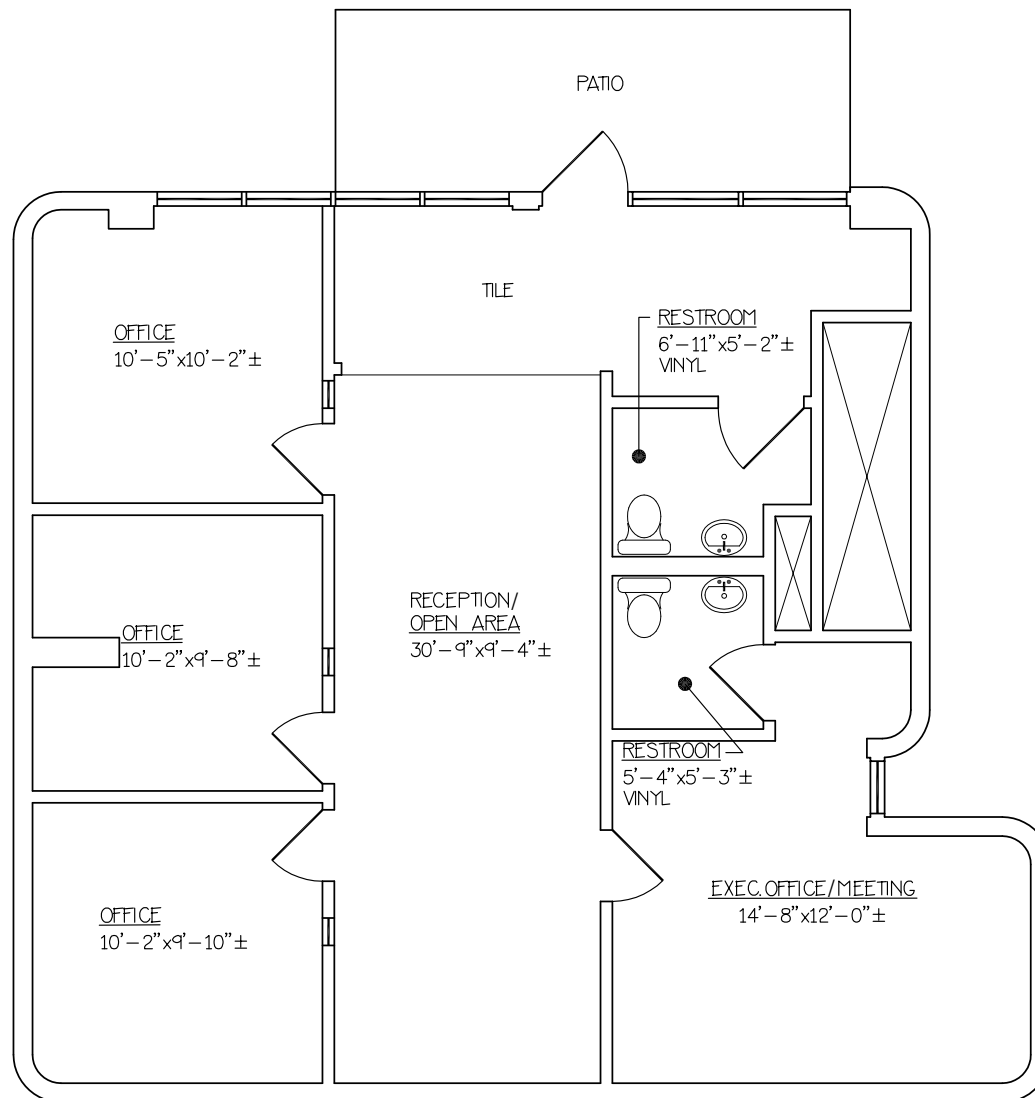 PATIO
TILE
OFFICE
10'-5"x10'-2"±
RESTROOM
6'-11"x5'-2"±
VINYL
RECEPTION/
OPEN AREA
30'-9"x9'-4"±
OFFICE
10'-2"x9'-8"±
RESTROOM
5'-4"x5'-3"±
VINYL
EXEC. OFFICE/MEETING
14'-8"x12'-0"±
OFFICE
10'-2"x9'-10"±